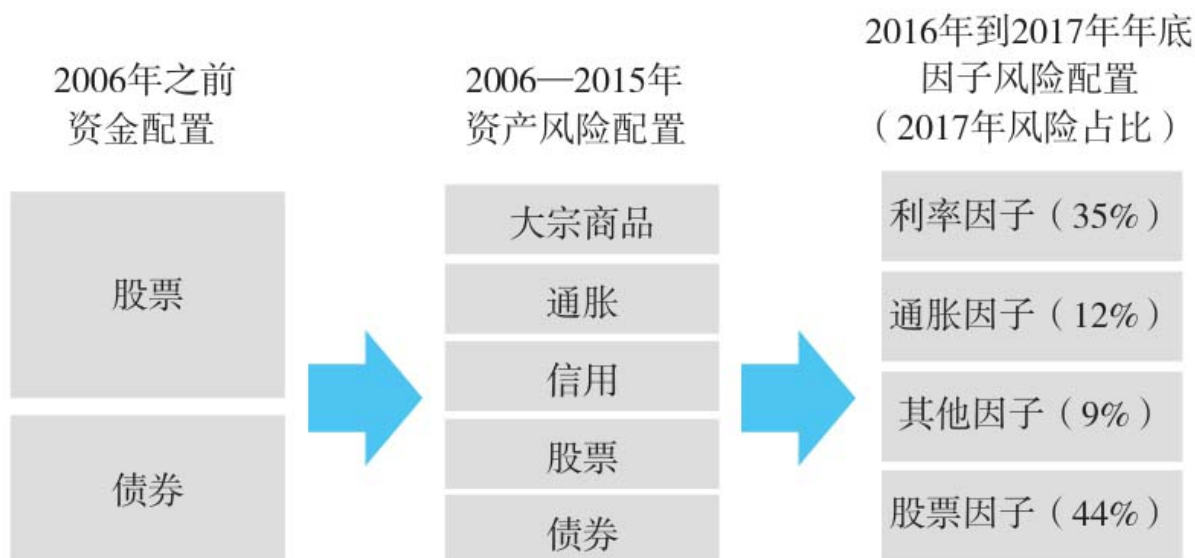 2006年之前
资金配置
股票
债券
2006—2015年
资产风险配置
大宗商品
通胀
信用
股票
债券
2016年到2017年年底
因子风险配置
（2017年风险占比）
利率因子（35%）
通胀因子（12%）
其他因子（9%）
股票因子（44%）